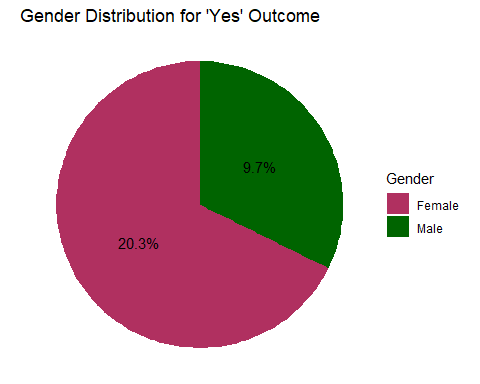 Gender Distribution for 'Yes' Outcome
9.7%
20.3%
Gender
Female
Male